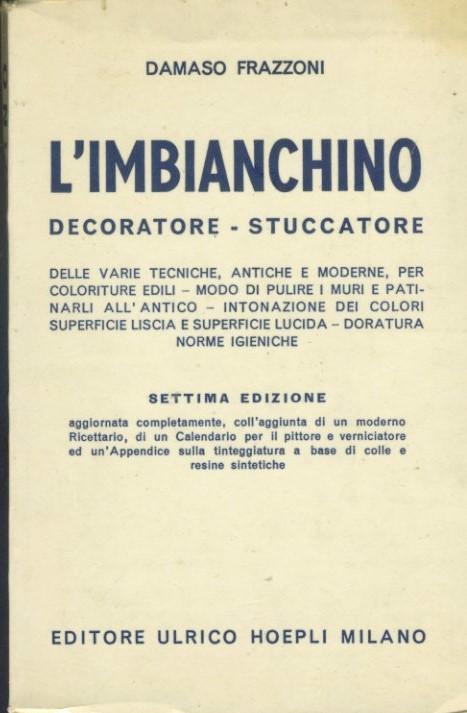 DAMASO FRAZZONI
L'IMBIANCHINO
DECORATORE - STUCCATORE
DELLE VARIE TECNICHE, ANTICHE E MODERNE, PER
COLORITURE EDILI – MODO DI PULIRE I MURI E PATI-
NARLI ALL'ANTICO – INTONAZIONE DEI COLORI
SUPERFICIE LISCIA E SUPERFICIE LUCIDA – DORATURA
NORME IGIENICHE
SETTIMA EDIZIONE
aggiornata completamente, coll'aggiunta di un moderno
Ricettario, di un Calendario per il pittore e verniciatore
ed un'Appendice sulla tinteggiatura a base di colle e
resine sintetiche
EDITORE ULRICO HOEPLI MILANO